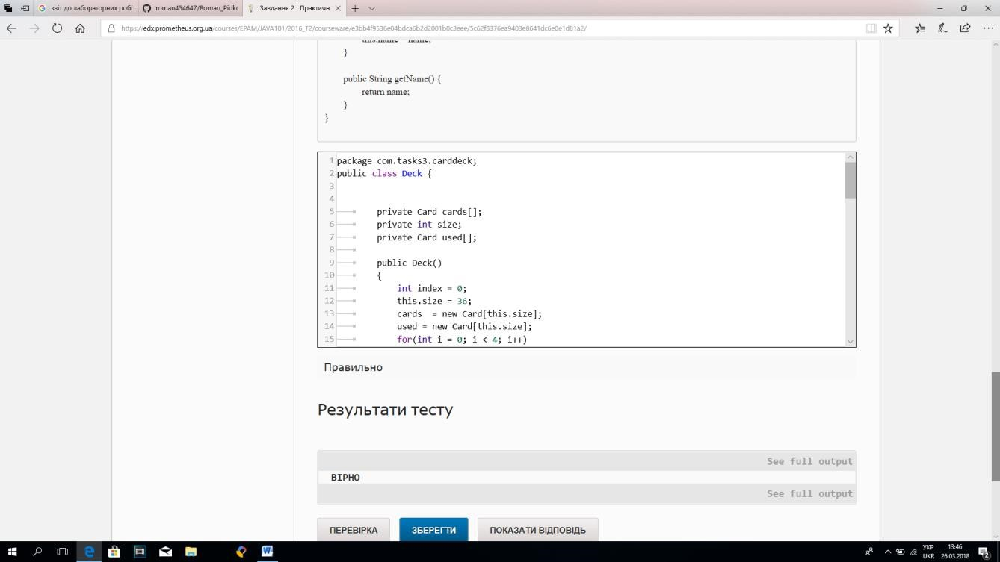 звіт до лабораторних робіт
roman454647/Roman_Pidko
Завдання 2 | Практичн
https://edx.prometheus.org.ua/courses/EPAM/JAVA101/2016_T2/courseware/e3bb4f9536e04bdca6b2d2001b0c3eee/5c62f8376ea9403e8641dc6e0e1d81a2/
this.name = name;
}
public String getName() {
return name;
}
}
1 package com.tasks3.carddeck;
2 public class Deck {
3
4
5 private Card cards[];
6 private int size;
7 private Card used[];
8
9 public Deck()
10 {
11 int index = 0;
12 this.size = 36;
13 cards  = new Card[this.size];
14 used = new Card[this.size];
15 for(int i = 0; i < 4; i++)
Правильно
Результати тесту
See full output
ВІРНО
See full output
ПЕРЕВІРКА ЗБЕРЕГТИ ПОКАЗАТИ ВІДПОВІДЬ
УКР 13:46
UKR 26.03.2018 2